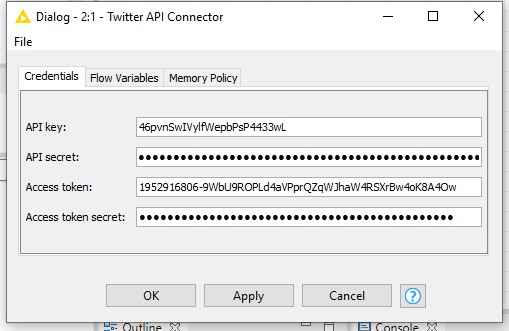 Dialog - 2:1 - Twitter API Connector
File
Credentials Flow Variables Memory Policy
API key: 46pvnSwIVylfWepbPsP4433wL
API secret:
Access token: 1952916806-9WbU9ROPLd4aVPprQZqWJhaW4RSXrBw4oK8A4Ow
Access token secret:
OK Apply Cancel ?
Outline Console